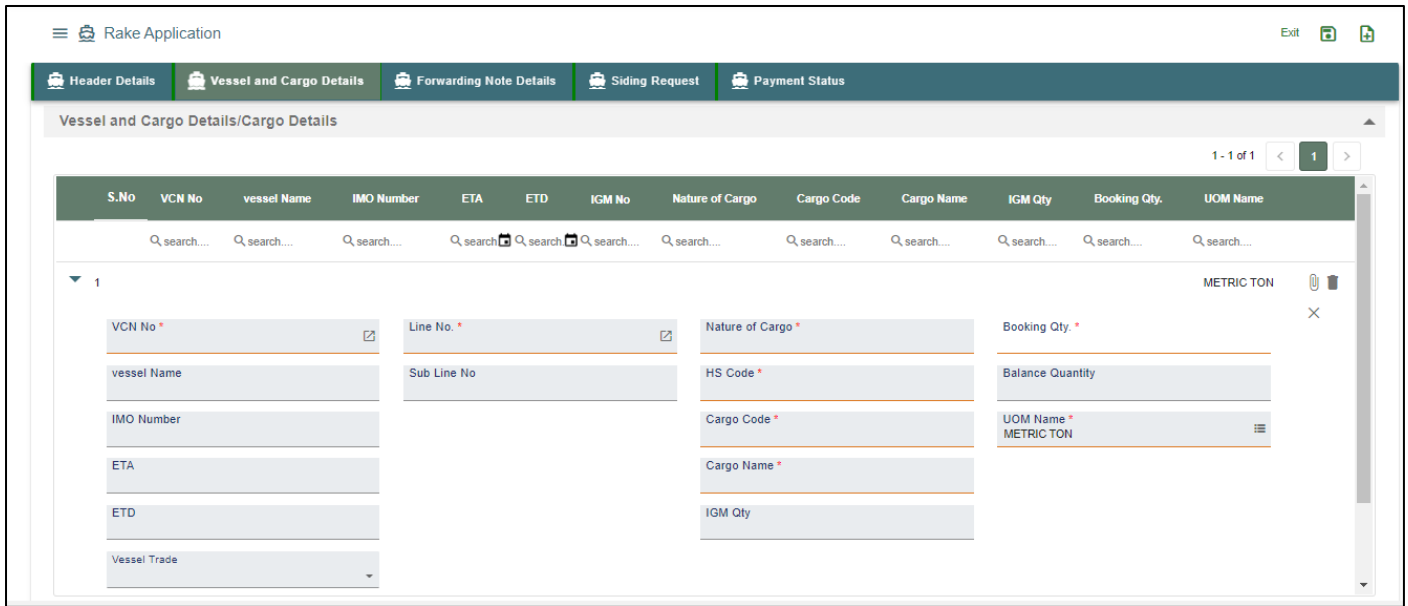 Rake Application Exit
Header Details Vessel and Cargo Details Forwarding Note Details Siding Request Payment Status
Vessel and Cargo Details/Cargo Details
1 - 1 of 1 < 1 >
S.No VCN No vessel Name IMO Number ETA ETD IGM No Nature of Cargo Cargo Code Cargo Name IGM Qty Booking Qty. UOM Name
search.... search.... search.... search search. search.... search.... search.... search.... search.... search.... search....
1 METRIC TON
VCN No * Line No. * Nature of Cargo * Booking Qty. *
vessel Name Sub Line No HS Code * Balance Quantity
IMO Number Cargo Code * UOM Name *
METRIC TON
ETA Cargo Name *
ETD IGM Qty
Vessel Trade